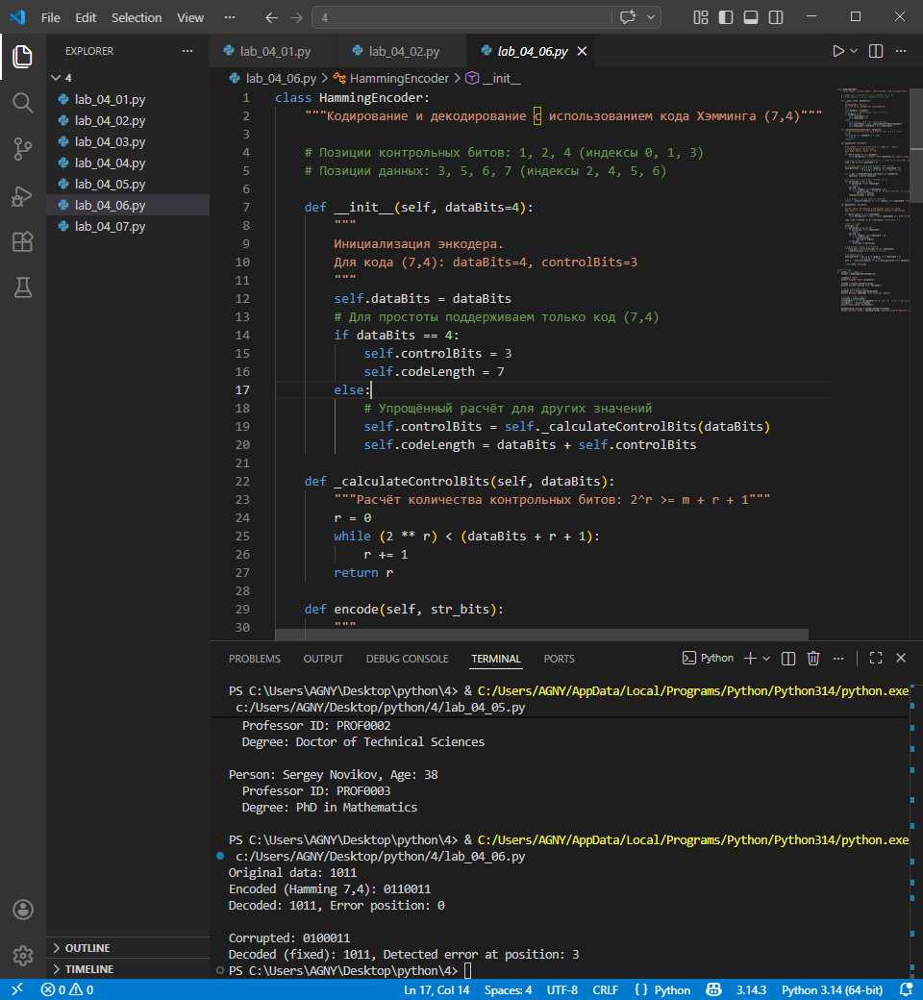 File Edit Selection View ··· 4
EXPLORER ···
4
lab_04_01.py
lab_04_02.py
lab_04_03.py
lab_04_04.py
lab_04_05.py
lab_04_06.py
lab_04_07.py
OUTLINE
TIMELINE
lab_04_01.py lab_04_02.py lab_04_06.py
lab_04_06.py > HammingEncoder > __init__
1 class HammingEncoder:
2 """Кодирование и декодирование с использованием кода Хэмминга (7,4)"""
3
4 # Позиции контрольных битов: 1, 2, 4 (индексы 0, 1, 3)
5 # Позиции данных: 3, 5, 6, 7 (индексы 2, 4, 5, 6)
6
7 def __init__(self, dataBits=4):
8 """
9 Инициализация энкодера.
10 Для кода (7,4): dataBits=4, controlBits=3
11 """
12 self.dataBits = dataBits
13 # Для простоты поддерживаем только код (7,4)
14 if dataBits == 4:
15 self.controlBits = 3
16 self.codeLength = 7
17 else:
18 # Упрощённый расчёт для других значений
19 self.controlBits = self._calculateControlBits(dataBits)
20 self.codeLength = dataBits + self.controlBits
21
22 def _calculateControlBits(self, dataBits):
23 """Расчёт количества контрольных битов: 2^r >= m + r + 1"""
24 r = 0
25 while (2 ** r) < (dataBits + r + 1):
26 r += 1
27 return r
28
29 def encode(self, str_bits):
30 """
PROBLEMS OUTPUT DEBUG CONSOLE TERMINAL PORTS Python
PS C:\Users\AGNY\Desktop\python\4> & C:/Users/AGNY/AppData/Local/Programs/Python/Python314/python.exe
c:/Users/AGNY/Desktop/python/4/lab_04_05.py
Professor ID: PROF0002
Degree: Doctor of Technical Sciences
Person: Sergey Novikov, Age: 38
Professor ID: PROF0003
Degree: PhD in Mathematics
PS C:\Users\AGNY\Desktop\python\4> & C:/Users/AGNY/AppData/Local/Programs/Python/Python314/python.exe
c:/Users/AGNY/Desktop/python/4/lab_04_06.py
Original data: 1011
Encoded (Hamming 7,4): 0110011
Decoded: 1011, Error position: 0
Corrupted: 0100011
Decoded (fixed): 1011, Detected error at position: 3
PS C:\Users\AGNY\Desktop\python\4>
0 0 Ln 17, Col 14 Spaces: 4 UTF-8 CRLF { } Python 3.14.3 Python 3.14 (64-bit)